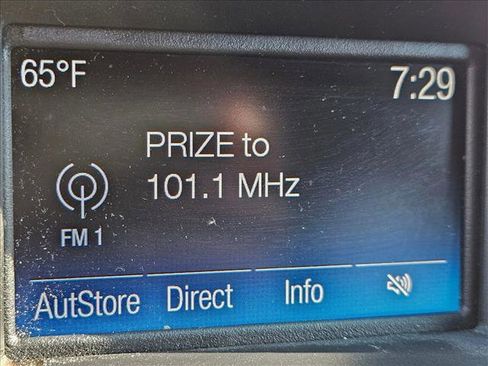 65°F
7:29
PRIZE to
101.1 MHz
FM 1
AutStore Direct Info